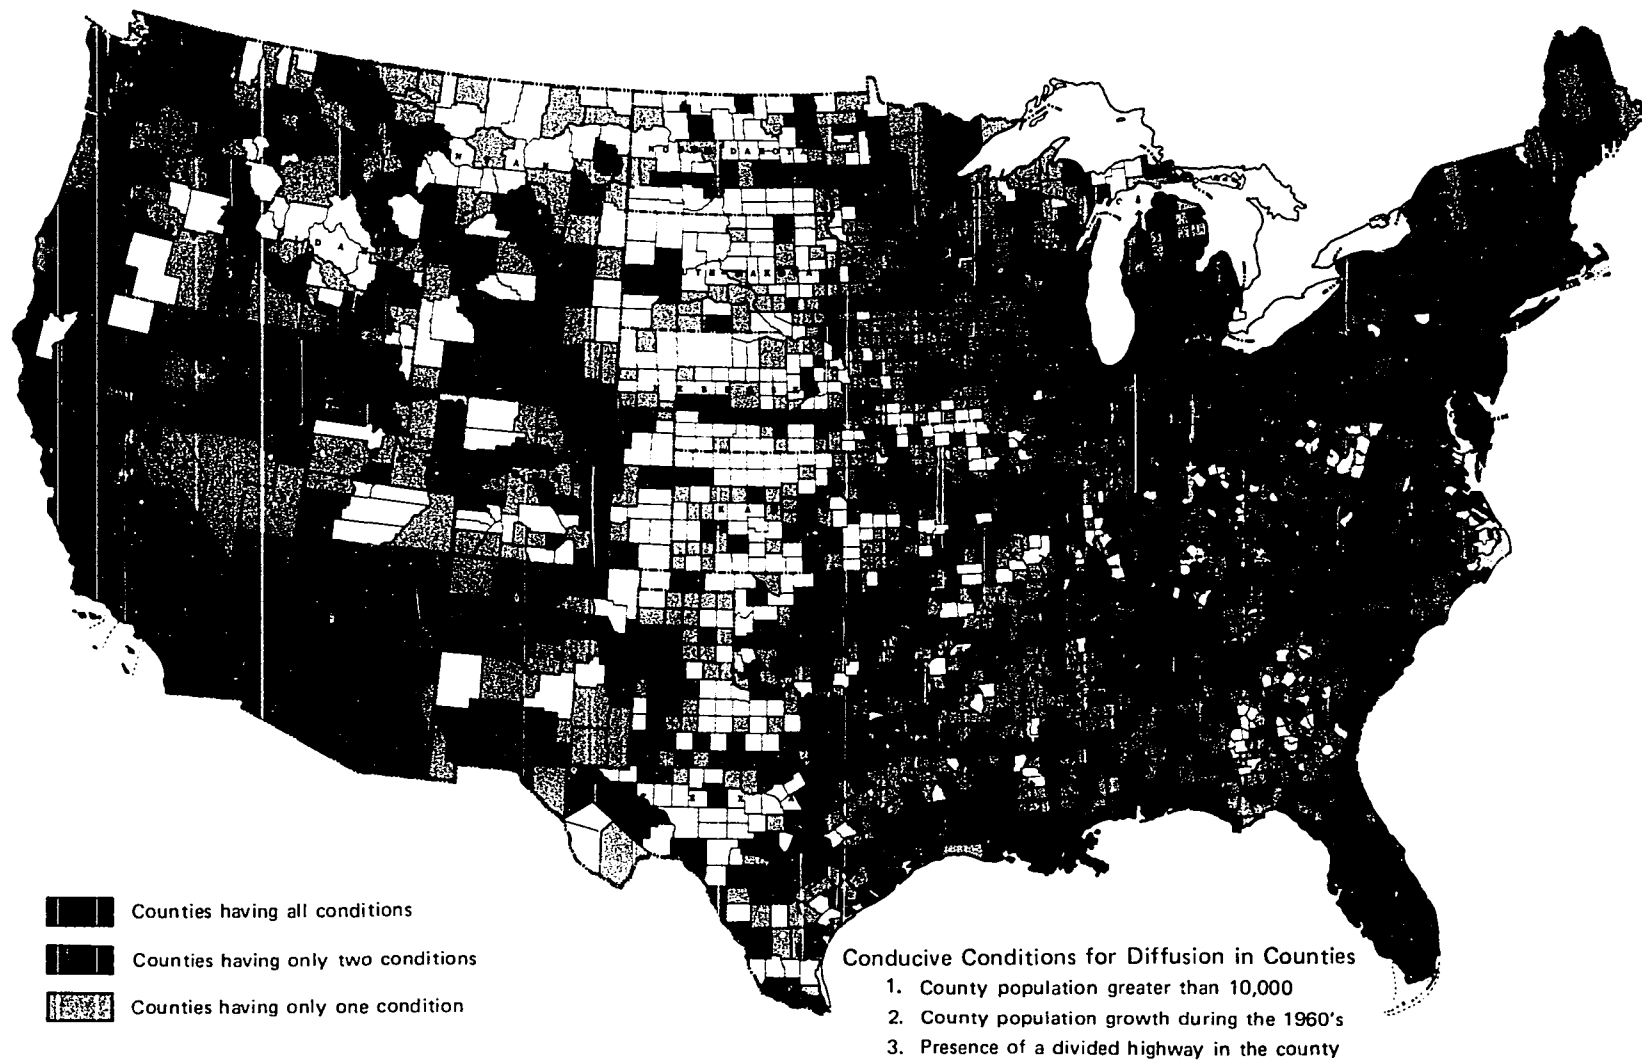 Counties having all conditions
Counties having only two conditions
Counties having only one condition
Conducive Conditions for Diffusion in Counties
1. County population greater than 10,000
2. County population growth during the 1960's
3. Presence of a divided highway in the county